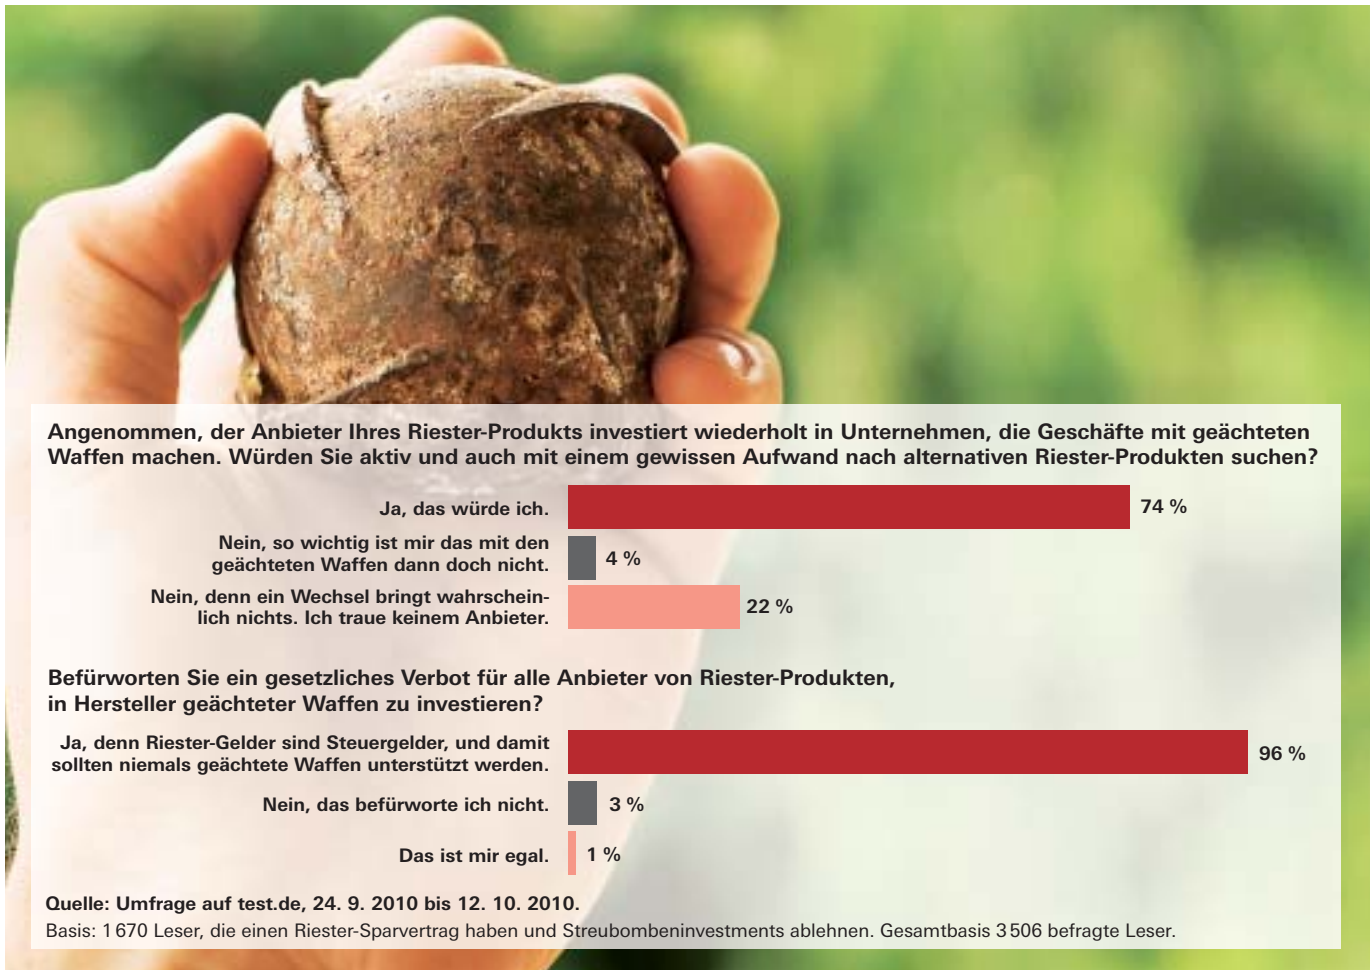 Angenommen, der Anbieter Ihres Riester-Produkts investiert wiederholt in Unternehmen, die Geschäfte mit geächteten
Waffen machen. Würden Sie aktiv und auch mit einem gewissen Aufwand nach alternativen Riester-Produkten suchen?
Ja, das würde ich.
74 %
Nein, so wichtig ist mir das mit den
geächteten Waffen dann doch nicht.
4 %
Nein, denn ein Wechsel bringt wahrschein-
lich nichts. Ich traue keinem Anbieter.
22 %
Befürworten Sie ein gesetzliches Verbot für alle Anbieter von Riester-Produkten,
in Hersteller geächteter Waffen zu investieren?
Ja, denn Riester-Gelder sind Steuergelder, und damit
sollten niemals geächtete Waffen unterstützt werden.
96 %
Nein, das befürworte ich nicht.
3 %
Das ist mir egal.
1 %
Quelle: Umfrage auf test.de, 24. 9. 2010 bis 12. 10. 2010.
Basis: 1 670 Leser, die einen Riester-Sparvertrag haben und Streubombeninvestments ablehnen. Gesamtbasis 3 506 befragte Leser.